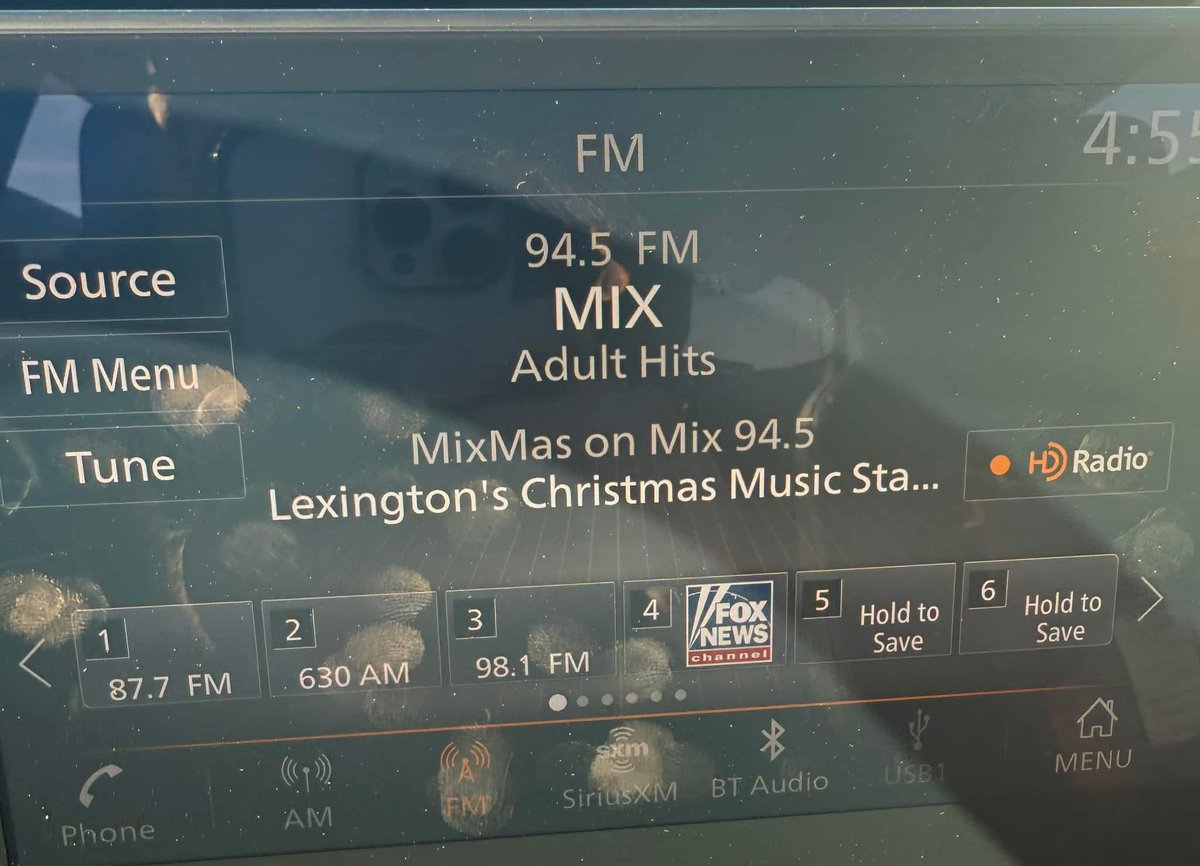 FM
4:55
Source
94.5 FM
MIX
FM Menu
Adult Hits
Tune
MixMas on Mix 94.5
Lexington's Christmas Music Sta...
HD Radio
1
87.7 FM
2
630 AM
3
98.1 FM
4
FOX
NEWS
channel
5
Hold to
Save
6
Hold to
Save
Phone
AM
FM
sxm
SiriusXM
BT Audio
USB1
MENU